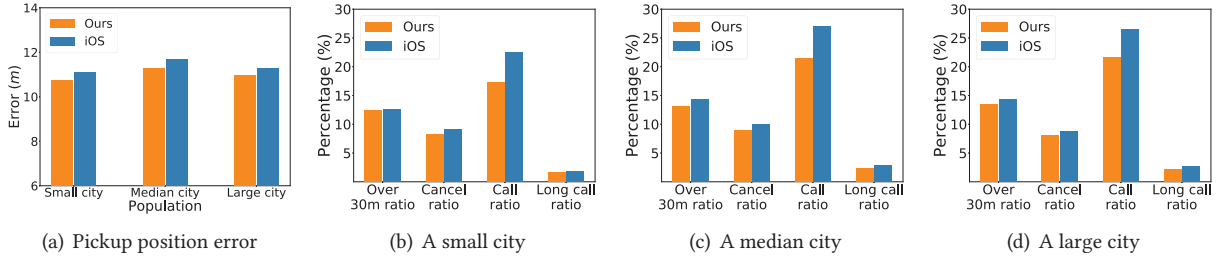 14
12
10
8
6
Error (m)
Ours
iOS
Small city
Median city
Large city
Population
(a) Pickup position error
30
25
20
15
10
5
Percentage (%)
Ours
iOS
Over
30m ratio
Cancel
ratio
Call
ratio
Long call
ratio
(b) A small city
30
25
20
15
10
5
Percentage (%)
Ours
iOS
Over
30m ratio
Cancel
ratio
Call
ratio
Long call
ratio
(c) A median city
30
25
20
15
10
5
Percentage (%)
Ours
iOS
Over
30m ratio
Cancel
ratio
Call
ratio
Long call
ratio
(d) A large city